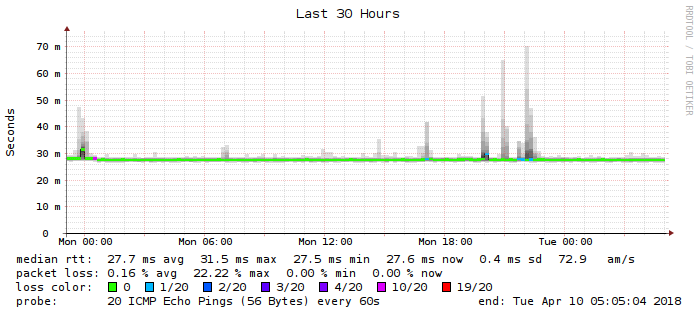 Last 30 Hours
RRDTOOL / TOBI OETIKER
Seconds
70 m
60 m
50 m
40 m
30 m
20 m
10 m
0
Mon 00:00 Mon 06:00 Mon 12:00 Mon 18:00 Tue 00:00
median rtt: 27.7 ms avg 31.5 ms max 27.5 ms min 27.6 ms now 0.4 ms sd 72.9 am/s
packet loss: 0.16 % avg 22.22 % max 0.00 % min 0.00 % now
loss color: 0 1/20 2/20 3/20 4/20 10/20 19/20
probe: 20 ICMP Echo Pings (56 Bytes) every 60s end: Tue Apr 10 05:05:04 2018